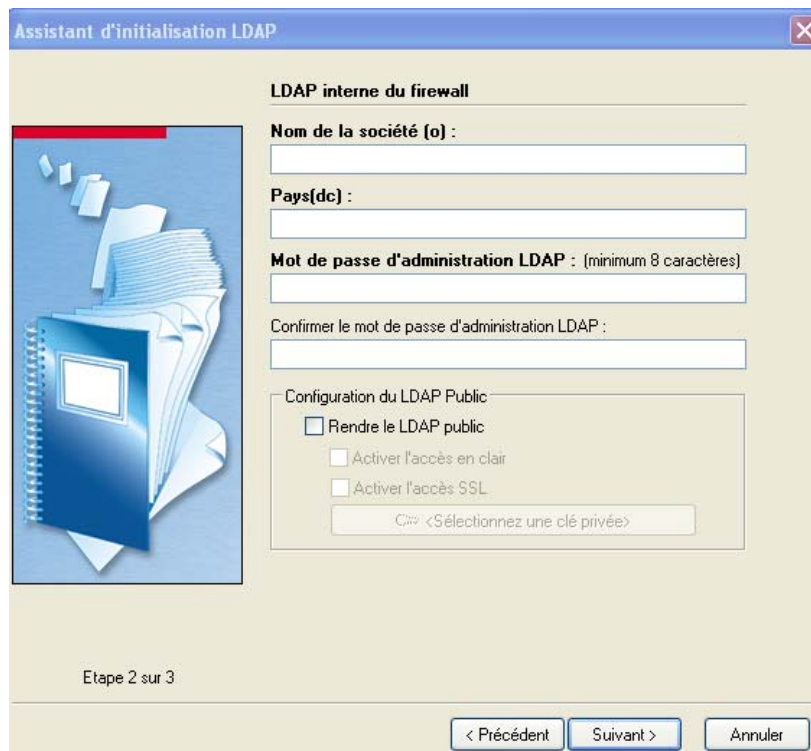 Assistant d'initialisation LDAP
LDAP interne du firewall
Nom de la société (o) :
Pays(dc) :
Mot de passe d'administration LDAP : (minimum 8 caractères)
Confirmer le mot de passe d'administration LDAP :
Configuration du LDAP Public
Rendre le LDAP public
Activer l'accès en clair
Activer l'accès SSL
<Sélectionnez une clé privée>
Etape 2 sur 3
< Précédent
Suivant >
Annuler